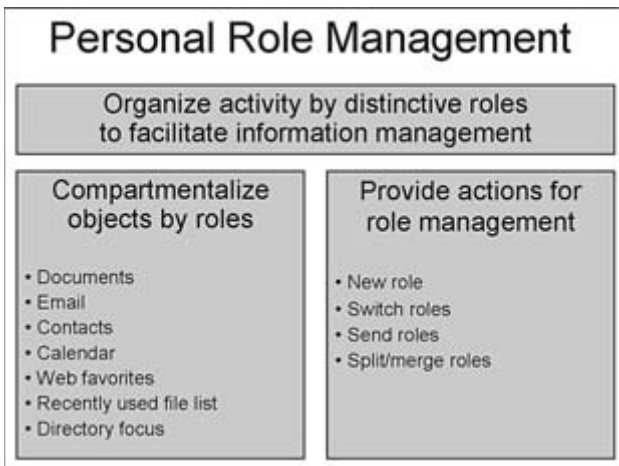 Personal Role Management
Organize activity by distinctive roles
to facilitate information management
Compartmentalize
objects by roles
• Documents
• Email
• Contacts
• Calendar
• Web favorites
• Recently used file list
• Directory focus
Provide actions for
role management
• New role
• Switch roles
• Send roles
• Split/merge roles